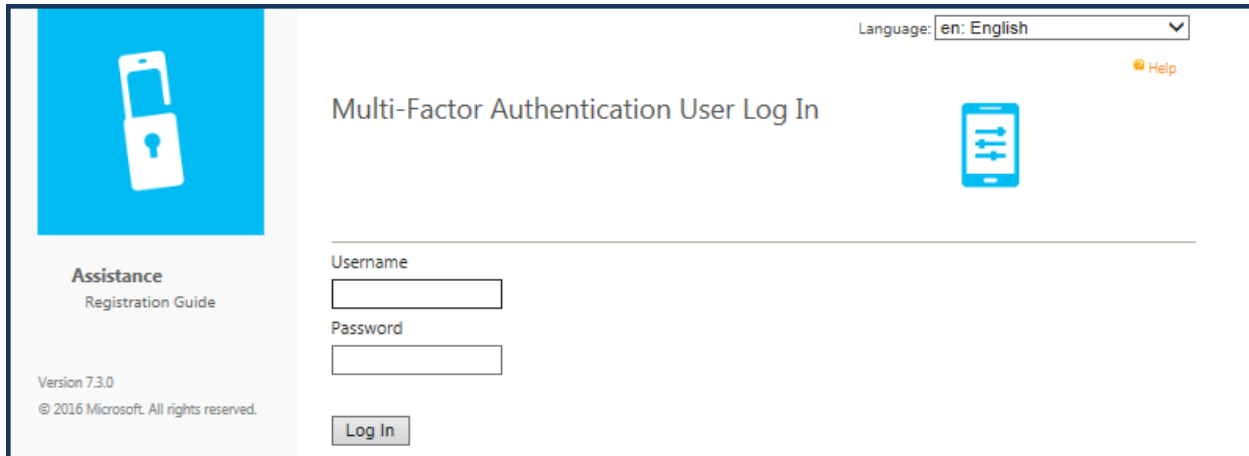 Language: en: English
Help
Multi-Factor Authentication User Log In
Assistance
Registration Guide
Version 7.3.0
© 2016 Microsoft. All rights reserved.
Username
Password
Log In